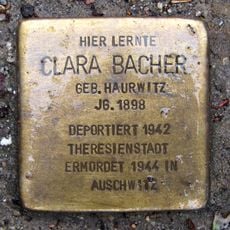 HIER LERNTE
CLARA BACHER
GEB. HAURWITZ
JG. 1898
DEPORTIERT 1942
THERESIENSTADT
ERMORDET 1944 IN
AUSCHWITZ